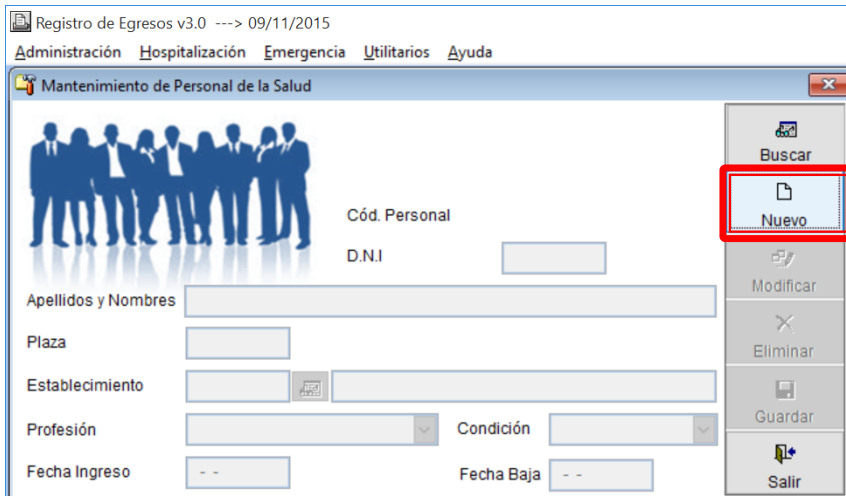 Registro de Egresos v3.0 ---> 09/11/2015
Administración Hospitalización Emergencia Utilitarios Ayuda
Mantenimiento de Personal de la Salud
Buscar
Nuevo
Cód. Personal
D.N.I
Modificar
Apellidos y Nombres
Plaza
Eliminar
Establecimiento
Guardar
Profesión
Condición
Fecha Ingreso - -
Fecha Baja - -
Salir